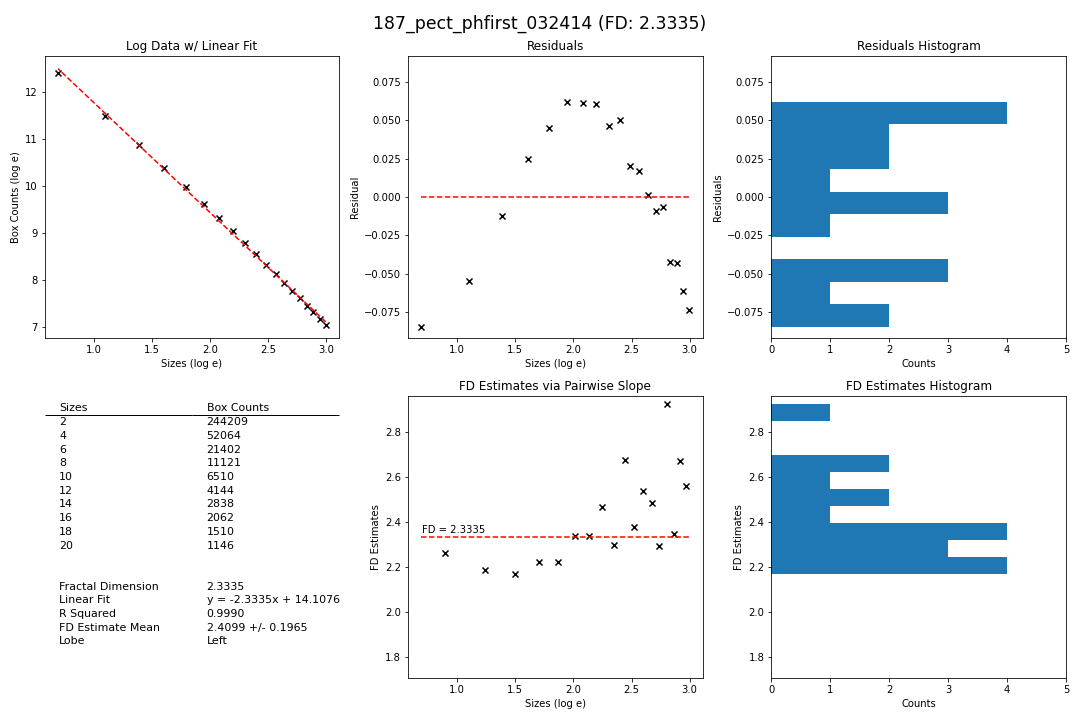 187_pect_phfirst_032414 (FD: 2.3335)
Log Data w/ Linear Fit
Box Counts (log e)
12
11
10
9
8
7
1.0 1.5 2.0 2.5 3.0
Sizes (log e)
Residuals
Residual
0.075
0.050
0.025
0.000
−0.025
−0.050
−0.075
1.0 1.5 2.0 2.5 3.0
Sizes (log e)
Residuals Histogram
Residuals
0.075
0.050
0.025
0.000
−0.025
−0.050
−0.075
0 1 2 3 4 5
Counts
Sizes Box Counts
2 244209
4 52064
6 21402
8 11121
10 6510
12 4144
14 2838
16 2062
18 1510
20 1146
Fractal Dimension 2.3335
Linear Fit y = -2.3335x + 14.1076
R Squared 0.9990
FD Estimate Mean 2.4099 +/- 0.1965
Lobe Left
FD Estimates via Pairwise Slope
FD Estimates
2.8
2.6
2.4
2.2
2.0
1.8
FD = 2.3335
1.0 1.5 2.0 2.5 3.0
Sizes (log e)
FD Estimates Histogram
FD Estimates
2.8
2.6
2.4
2.2
2.0
1.8
0 1 2 3 4 5
Counts